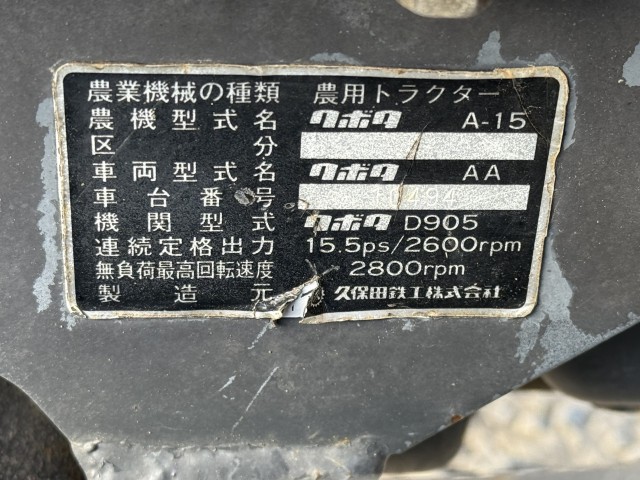 農業機械の種類 農用トラクター
農機型式名 クボタ A-15
区分
車両型式名 クボタ AA
車台番号 10494
機関型式 クボタ D905
連続定格出力 15.5ps/2600rpm
無負荷最高回転速度 2800rpm
製造元 久保田鉄工株式会社